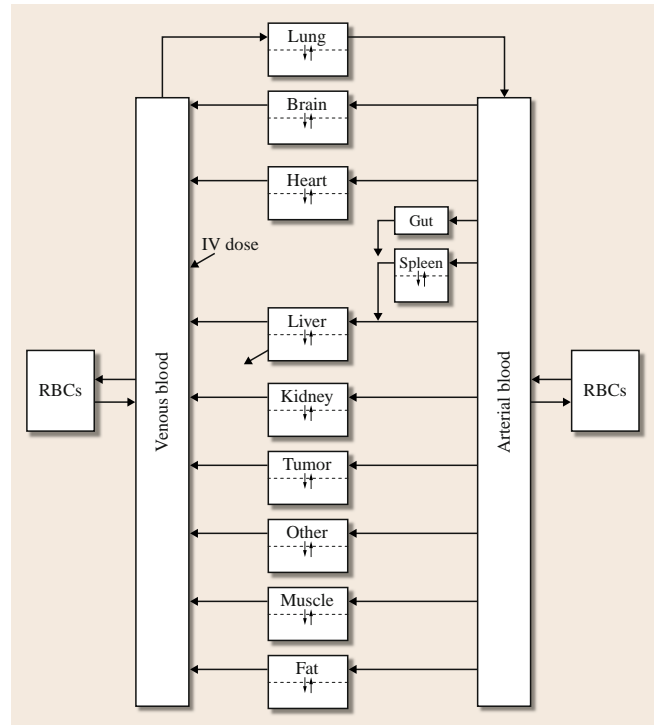 Lung
Brain
Heart
Gut
IV dose
Spleen
Liver
RBCs
Venous blood
Arterial blood
RBCs
Kidney
Tumor
Other
Muscle
Fat